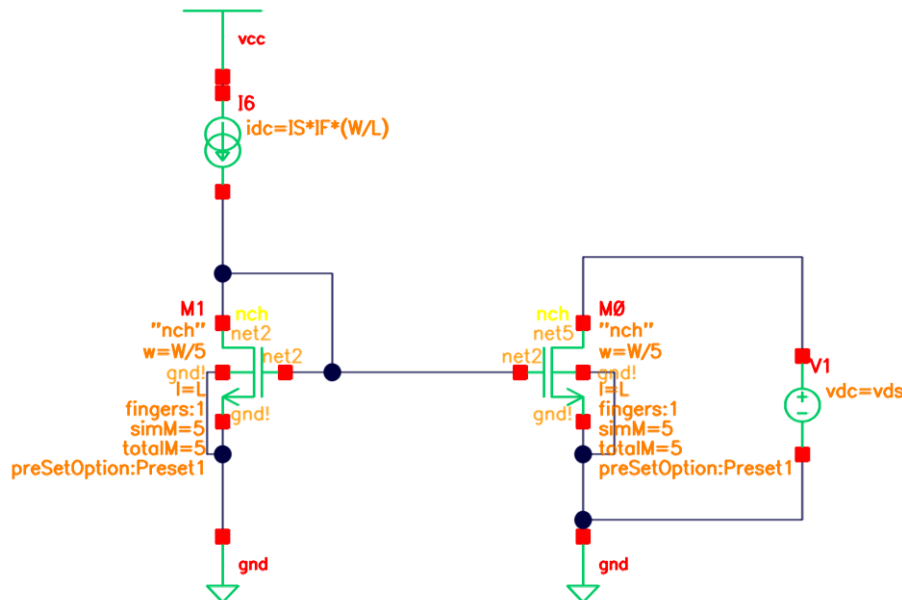 vcc
I6
idc=IS*IF*(W/L)
M1
nch
"nch"
net2
w=W/5
net2
gnd!
l=L
gnd!
fingers:1
simM=5
totalM=5
preSetOption:Preset1
gnd
M0
nch
"nch"
net5
w=W/5
net2
gnd!
l=L
gnd!
fingers:1
simM=5
totalM=5
preSetOption:Preset1
gnd
V1
vdc=vds
+
-